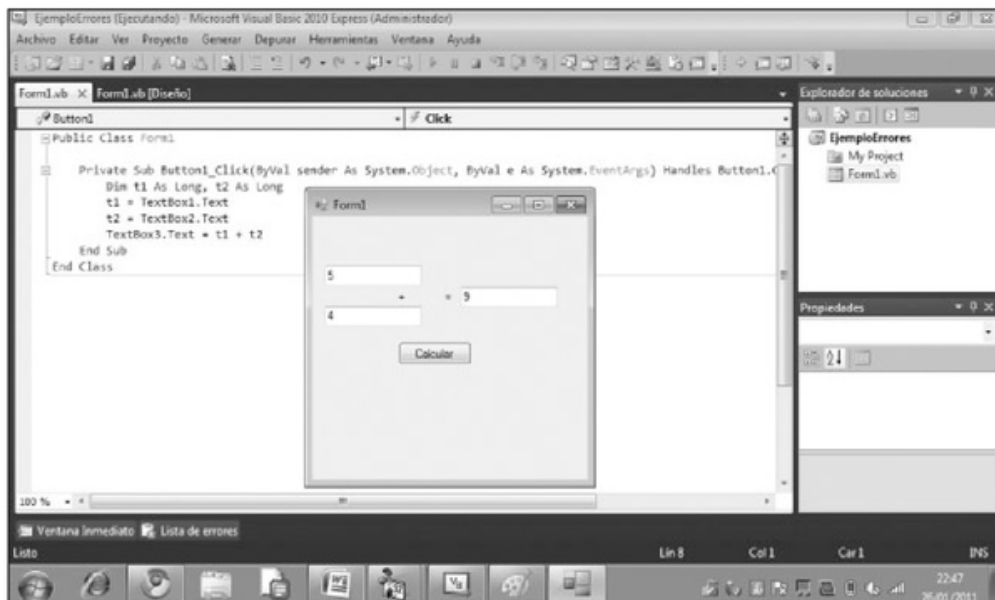 EjemploErrores (Ejecutando) - Microsoft Visual Basic 2010 Express (Administrador)
Archivo Editar Ver Proyecto Generar Depurar Herramientas Ventana Ayuda
Form1.vb Form1.vb [Diseño]
Explorador de soluciones
Button1
Click
Public Class Form1
Private Sub Button1_Click(ByVal sender As System.Object, ByVal e As System.EventArgs) Handles Button1.
Dim t1 As Long, t2 As Long
t1 = TextBox1.Text
t2 = TextBox2.Text
TextBox3.Text = t1 + t2
End Sub
End Class
EjemploErrores
My Project
Form1.vb
Form1
5
+ = 9
4
Calcular
Propiedades
100 %
Ventana Inmediato Lista de errores
Listo Lín 8 Col 1 Car 1 INS
22:47
26/01/2011